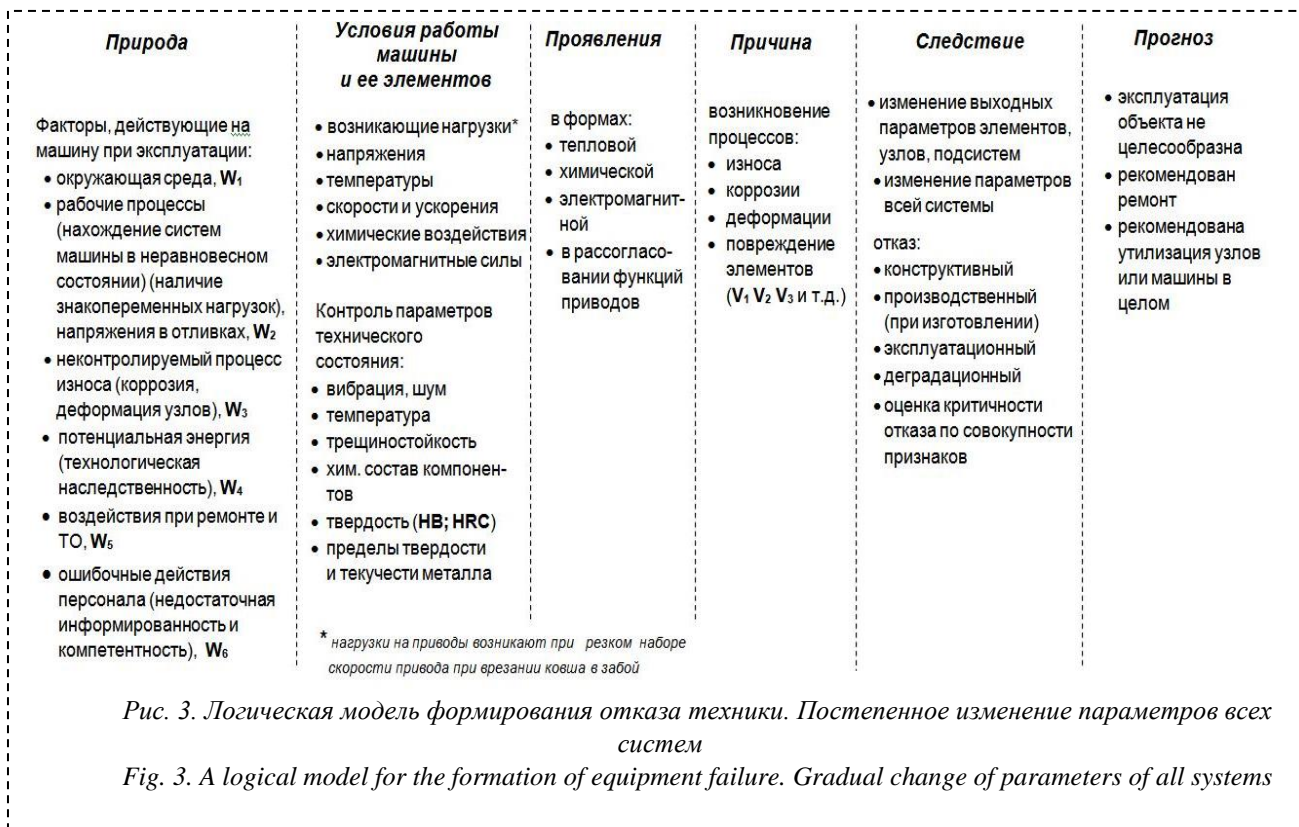 Природа
Факторы, действующие на
машину при эксплуатации:
• окружающая среда, W₁
• рабочие процессы
(нахождение систем
машины в неравновесном
состоянии) (наличие
знакопеременных нагрузок),
напряжения в отливках, W₂
• неконтролируемый процесс
износа (коррозия,
деформация узлов), W₃
• потенциальная энергия
(технологическая
наследственность), W₄
• воздействия при ремонте и
ТО, W₅
• ошибочные действия
персонала (недостаточная
информированность и
компетентность), W₆
Условия работы
машины
и ее элементов
• возникающие нагрузки*
• напряжения
• температуры
• скорости и ускорения
• химические воздействия
• электромагнитные силы
Контроль параметров
технического
состояния:
• вибрация, шум
• температура
• трещиностойкость
• хим. состав компонен-
тов
• твердость (HB; HRC)
• пределы твердости
и текучести металла
* нагрузки на приводы возникают при резком наборе
скорости привода при врезании ковша в забой
Проявления
в формах:
• тепловой
• химической
• электромагнит-
ной
• в рассогласо-
вании функций
приводов
Причина
возникновение
процессов:
• износа
• коррозии
• деформации
• повреждение
элементов
(V₁ V₂ V₃ и т.д.)
Следствие
• изменение выходных
параметров элементов,
узлов, подсистем
• изменение параметров
всей системы
отказ:
• конструктивный
• производственный
(при изготовлении)
• эксплуатационный
• деградационный
• оценка критичности
отказа по совокупности
признаков
Прогноз
• эксплуатация
объекта не
целесообразна
• рекомендован
ремонт
• рекомендована
утилизация узлов
или машины в
целом
Рис. 3. Логическая модель формирования отказа техники. Постепенное изменение параметров всех
систем
Fig. 3. A logical model for the formation of equipment failure. Gradual change of parameters of all systems